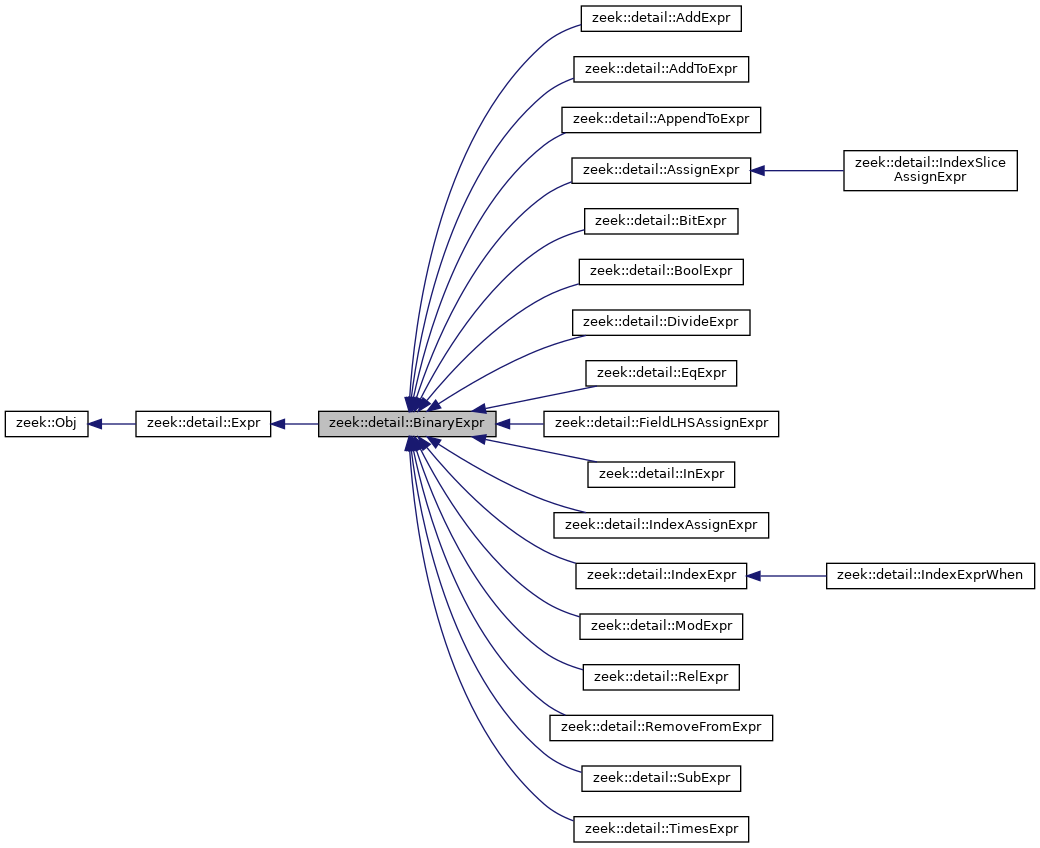 zeek::detail::AddExpr
zeek::detail::AddToExpr
zeek::detail::AppendToExpr
zeek::detail::AssignExpr
zeek::detail::IndexSlice
AssignExpr
zeek::detail::BitExpr
zeek::detail::BoolExpr
zeek::detail::DivideExpr
zeek::detail::EqExpr
zeek::Obj
zeek::detail::Expr
zeek::detail::BinaryExpr
zeek::detail::FieldLHSAssignExpr
zeek::detail::InExpr
zeek::detail::IndexAssignExpr
zeek::detail::IndexExpr
zeek::detail::IndexExprWhen
zeek::detail::ModExpr
zeek::detail::RelExpr
zeek::detail::RemoveFromExpr
zeek::detail::SubExpr
zeek::detail::TimesExpr